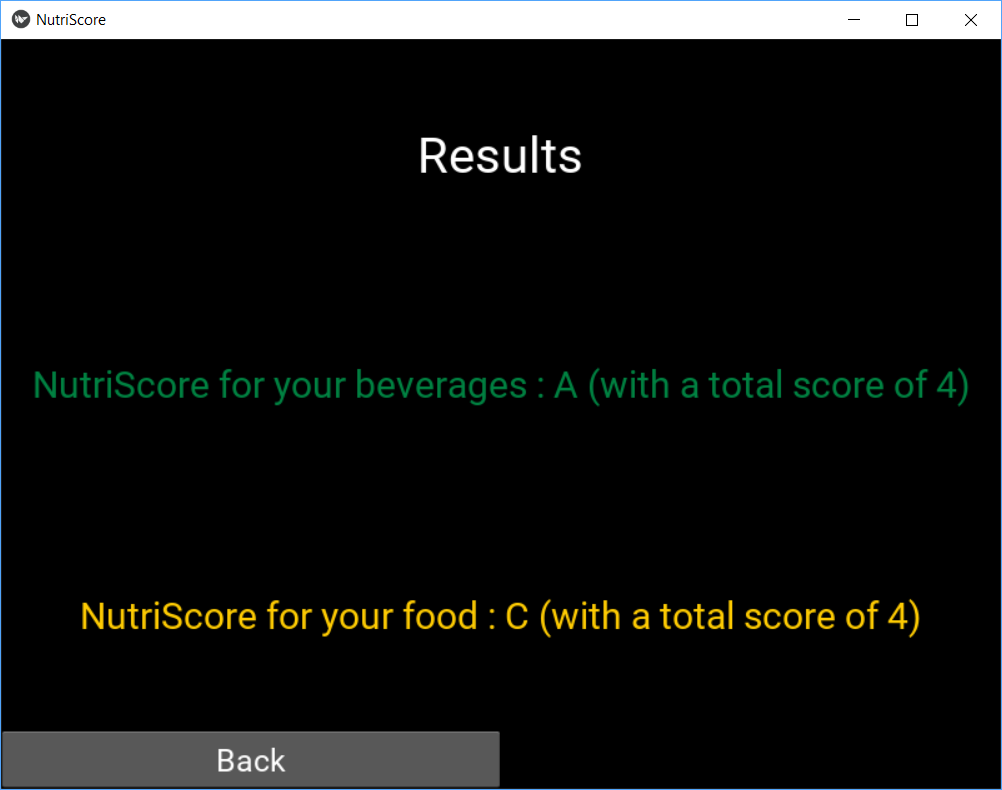 NutriScore
Results
NutriScore for your beverages : A (with a total score of 4)
NutriScore for your food : C (with a total score of 4)
Back